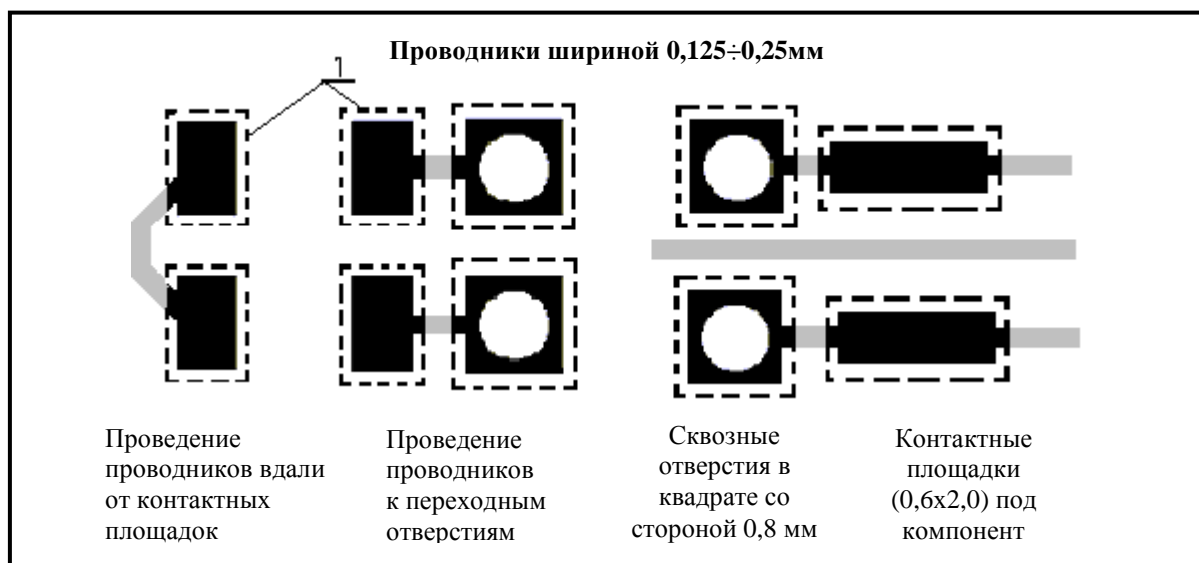 Проводники шириной 0,125÷0,25мм
1
Проведение
проводников вдали
от контактных
площадок
Проведение
проводников
к переходным
отверстиям
Сквозные
отверстия в
квадрате со
стороной 0,8 мм
Контактные
площадки
(0,6х2,0) под
компонент